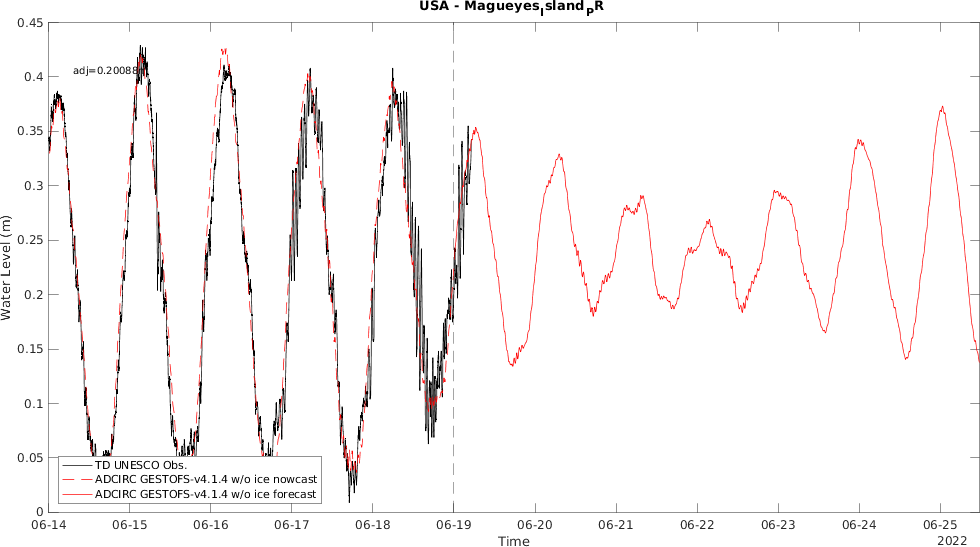 USA - Magueyes_Island_PR
0.45
0.4
0.35
0.3
0.25
0.2
0.15
0.1
0.05
0
Water Level (m)
adj=0.20088
TD UNESCO Obs.
ADCIRC GESTOFS-v4.1.4 w/o ice nowcast
ADCIRC GESTOFS-v4.1.4 w/o ice forecast
06-14 06-15 06-16 06-17 06-18 06-19 06-20 06-21 06-22 06-23 06-24 06-25
2022
Time